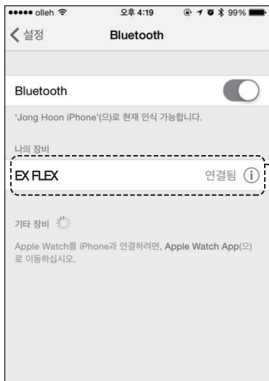 olleh 오후 4:19 99%
설정 Bluetooth
Bluetooth
'Jong Hoon iPhone'(으)로 현재 인식 가능합니다.
나의 장비
EX FLEX 연결됨
기타 장비
Apple Watch를 iPhone과 연결하려면, Apple Watch App(으)
로 이동하십시오.